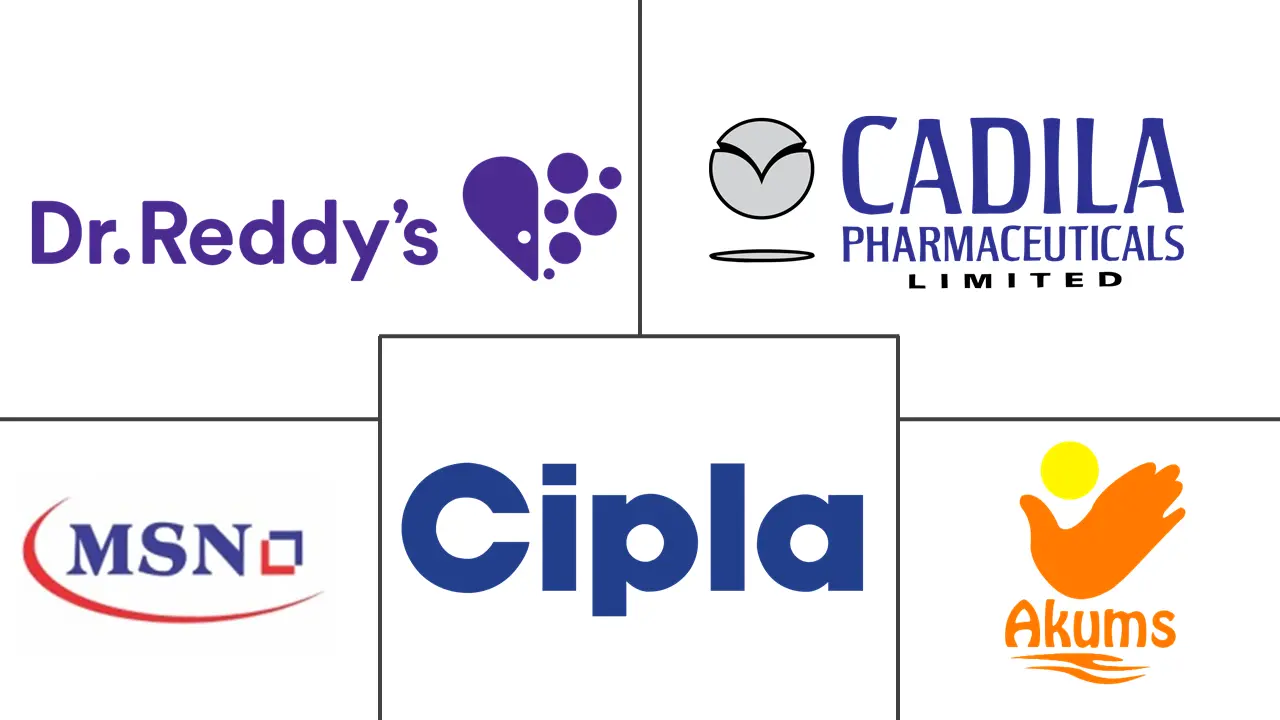 Dr.Reddy's
CADILA
PHARMACEUTICALS
LIMITED
MSN
Cipla
Akums